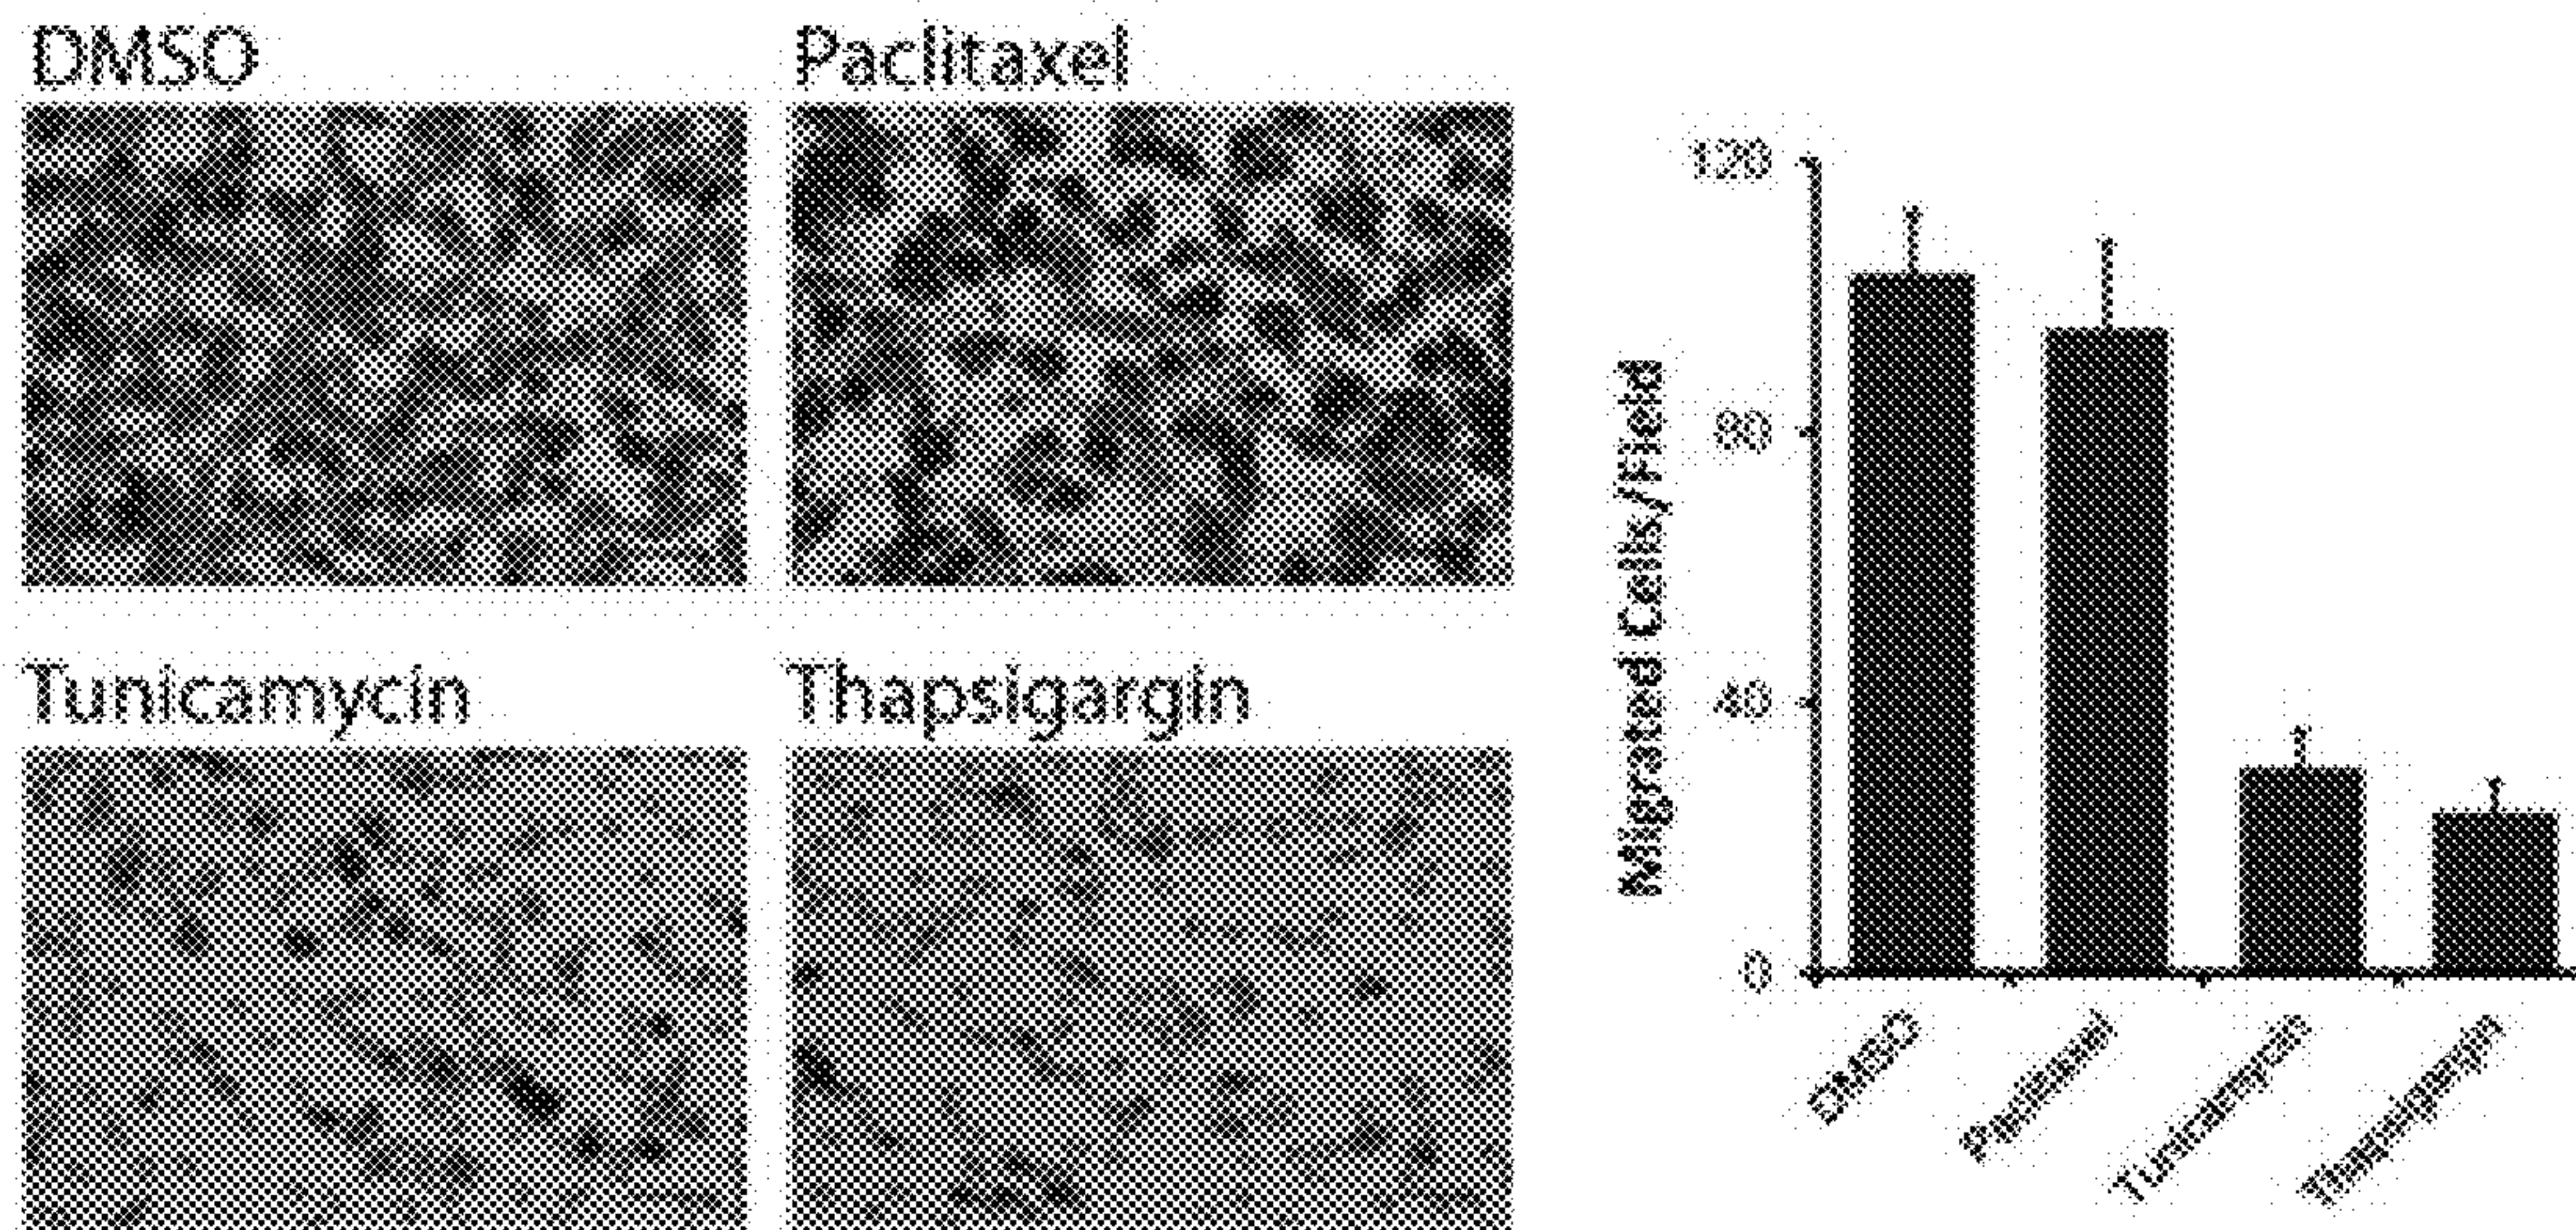 DMSO
Paclitaxel
Tunicamycin
Thapsigargin
Migrated Cells/Field
120
80
40
0
DMSO
Paclitaxel
Tunicamycin
Thapsigargin